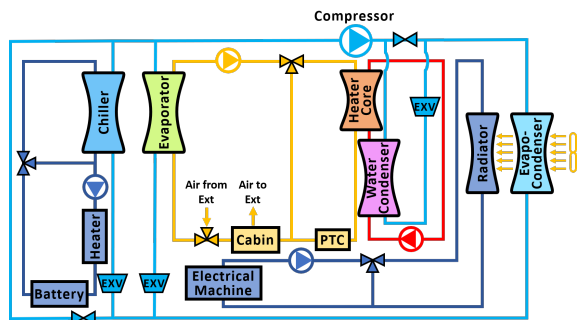 Compressor
Chiller
Evaporator
Heater
Core
EXV
Water
Condenser
Radiator
Evapo-
Condenser
Air from
Ext
Air to
Ext
Heater
Cabin
PTC
Electrical
Machine
Battery
EXV
EXV